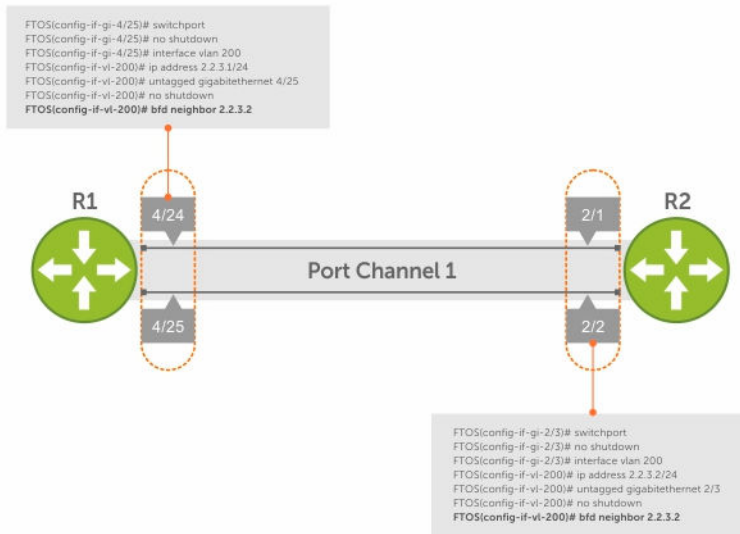 FTOS(config-if-gi-4/25)# switchport
FTOS(config-if-gi-4/25)# no shutdown
FTOS(config-if-gi-4/25)# interface vlan 200
FTOS(config-if-vl-200)# ip address 2.2.3.1/24
FTOS(config-if-vl-200)# untagged gigabitethernet 4/25
FTOS(config-if-vl-200)# no shutdown
FTOS(config-if-vl-200)# bfd neighbor 2.2.3.2
R1
4/24
2/1
R2
Port Channel 1
4/25
2/2
FTOS(config-if-gi-2/3)# switchport
FTOS(config-if-gi-2/3)# no shutdown
FTOS(config-if-gi-2/3)# interface vlan 200
FTOS(config-if-vl-200)# ip address 2.2.3.2/24
FTOS(config-if-vl-200)# untagged gigabitethernet 2/3
FTOS(config-if-vl-200)# no shutdown
FTOS(config-if-vl-200)# bfd neighbor 2.2.3.2